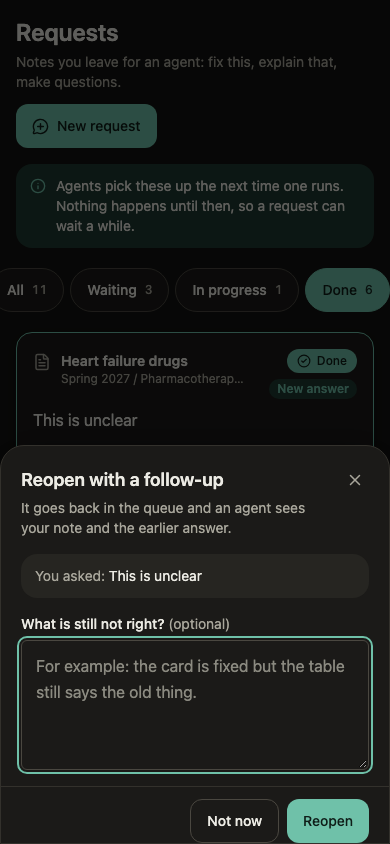 Requests
Notes you leave for an agent: fix this, explain that,
make questions.
New request
Agents pick these up the next time one runs.
Nothing happens until then, so a request can
wait a while.
All 11
Waiting 3
In progress 1
Done 6
Heart failure drugs
Done
Spring 2027 / Pharmacotherap...
New answer
This is unclear
Reopen with a follow-up
It goes back in the queue and an agent sees
your note and the earlier answer.
You asked: This is unclear
What is still not right? (optional)
For example: the card is fixed but the table
still says the old thing.
Not now
Reopen